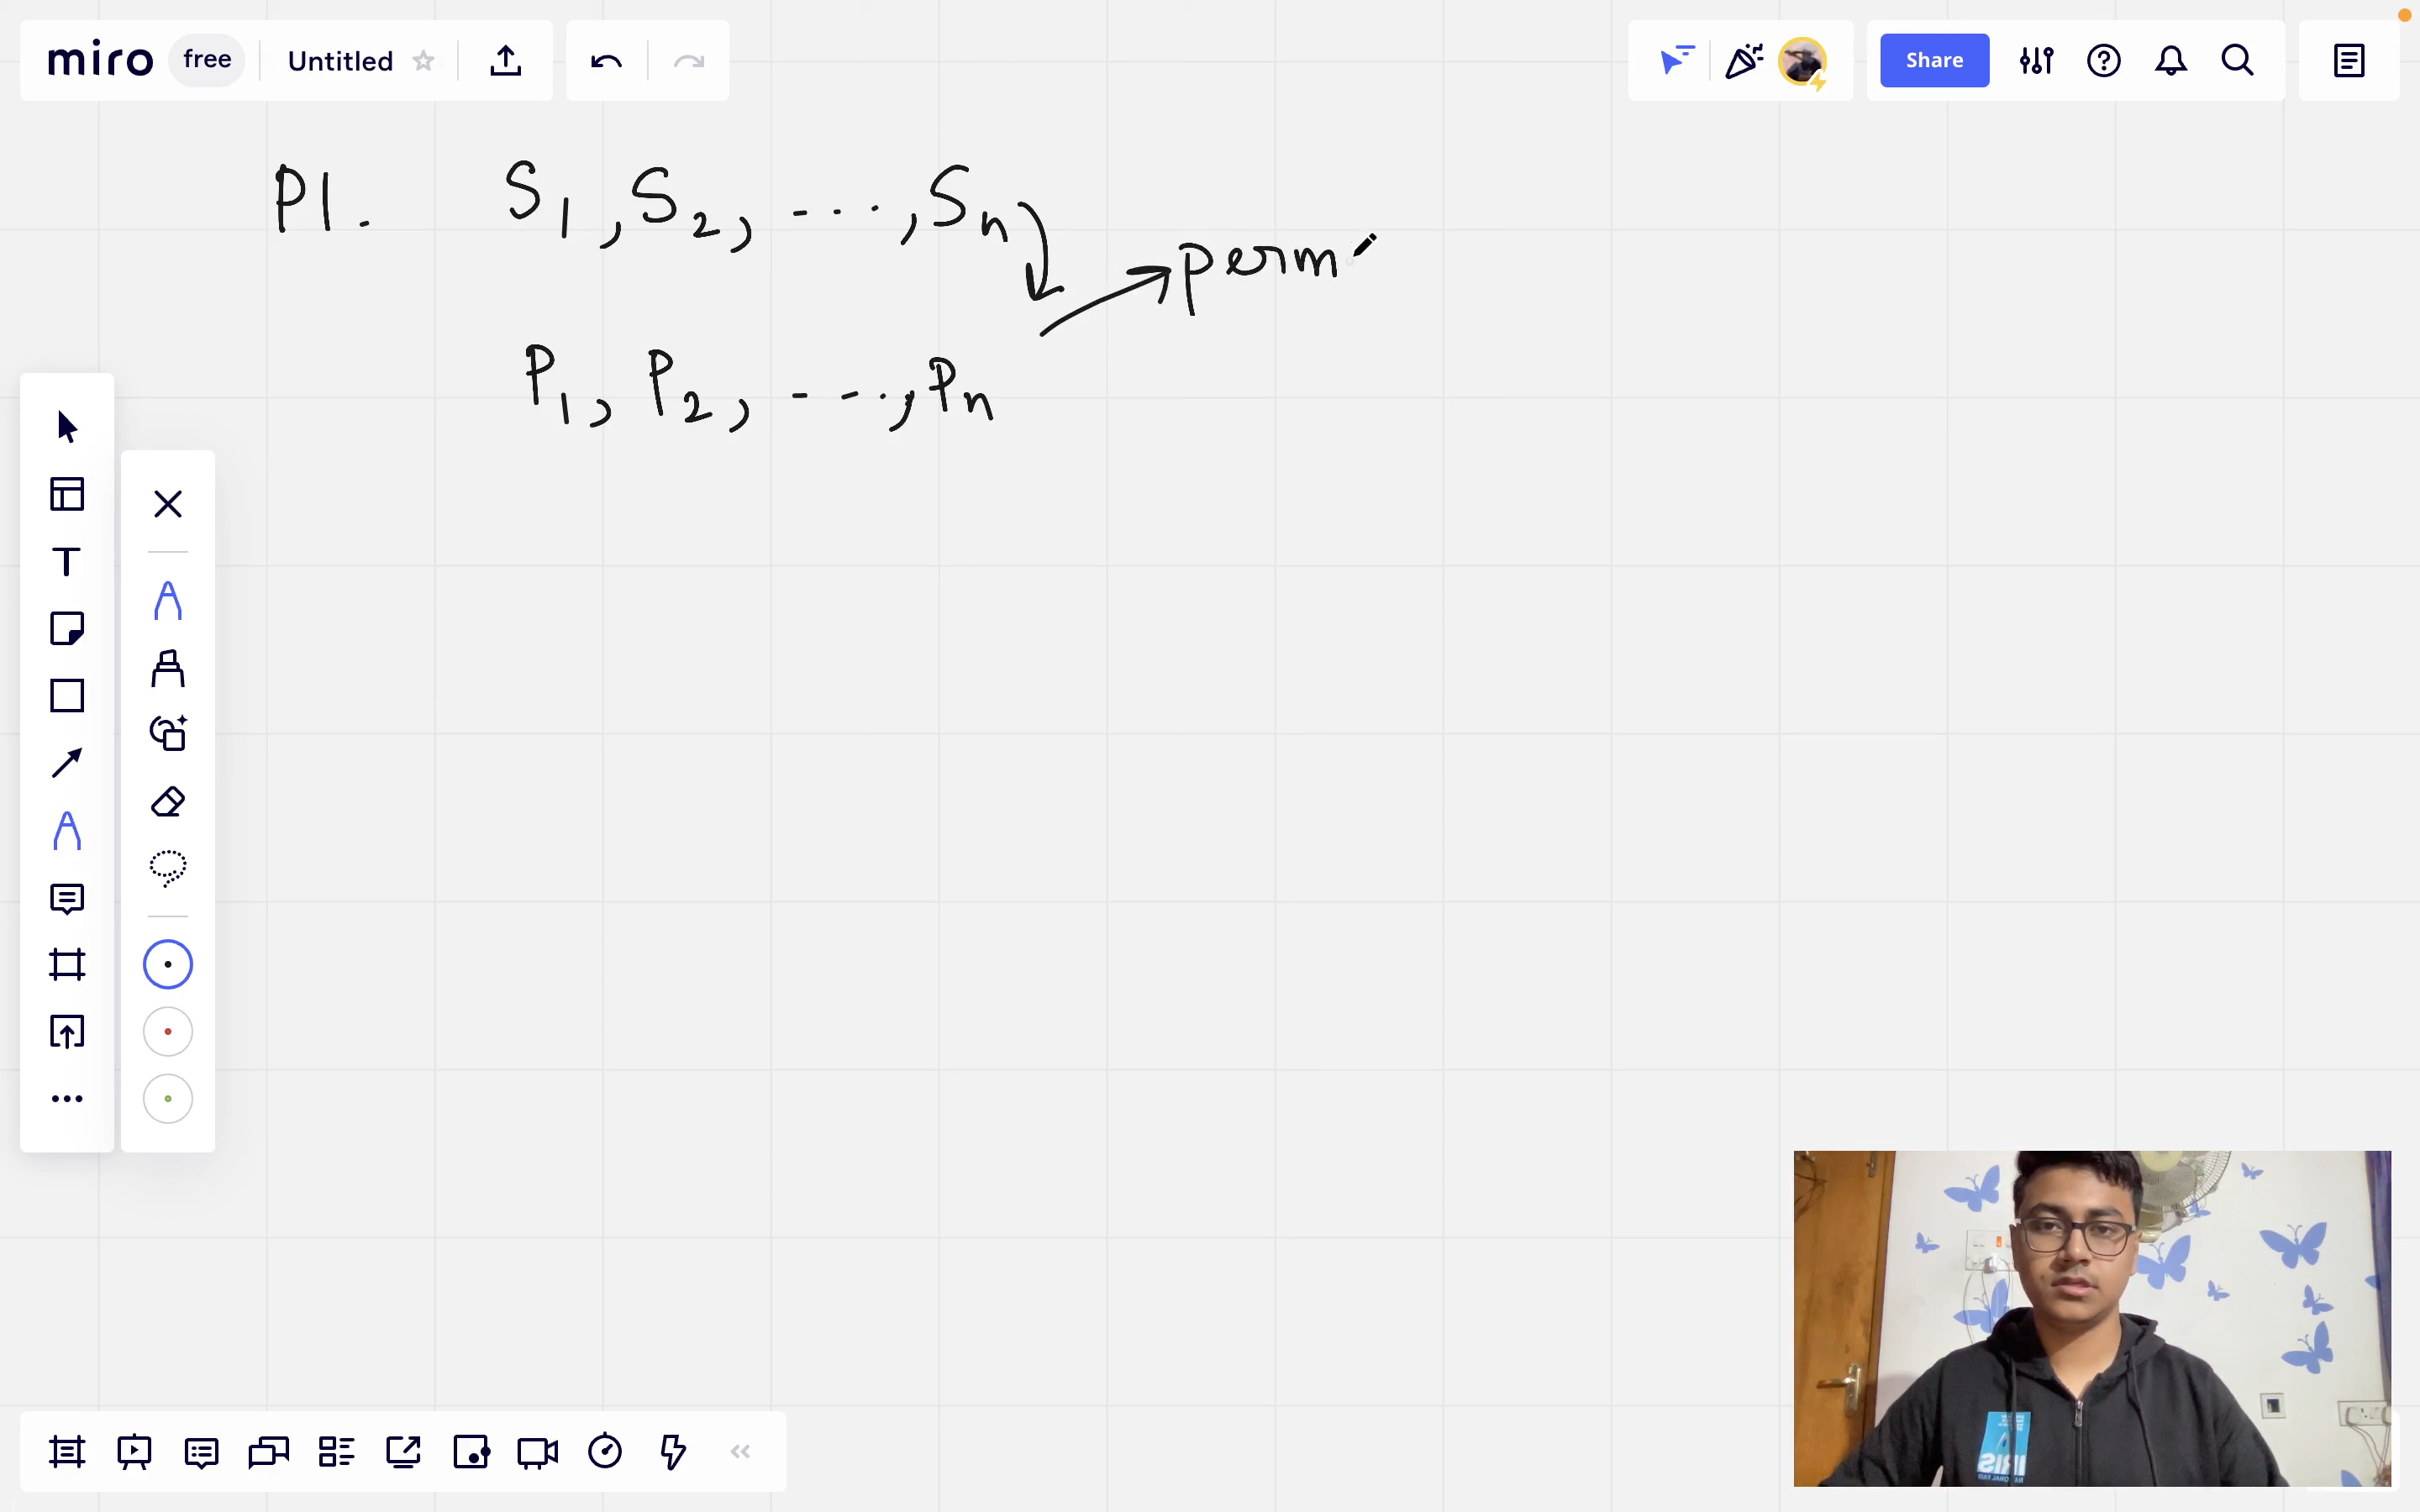 miro free Untitled Share
P1. S1, S2, ..., Sn
perm
P1, P2, ..., Pn